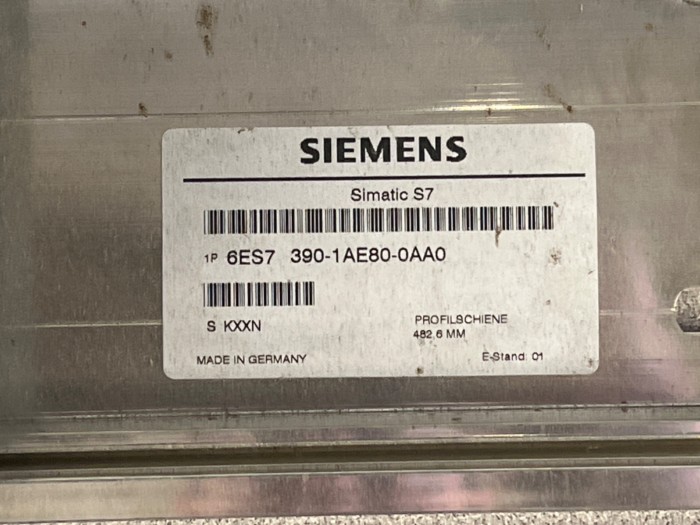 SIEMENS
Simatic S7
1P 6ES7 390-1AE80-0AA0
S KXXN
PROFILSCHIENE
482,6 MM
MADE IN GERMANY
E-Stand: 01